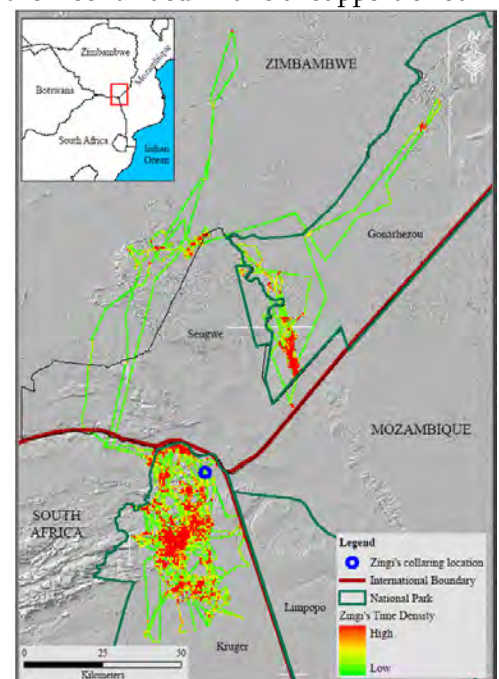 ZIMBABWE
Zimbabwe
Mozambique
Botswana
South Africa
Indian
Ocean
Gonarhezou
Sengwe
MOZAMBIQUE
SOUTH
AFRICA
Limpopo
Kruger
Legend
Zingi's collaring location
International Boundary
National Park
Zingi's Time Density
High
Low
0 25 50
Kilometers